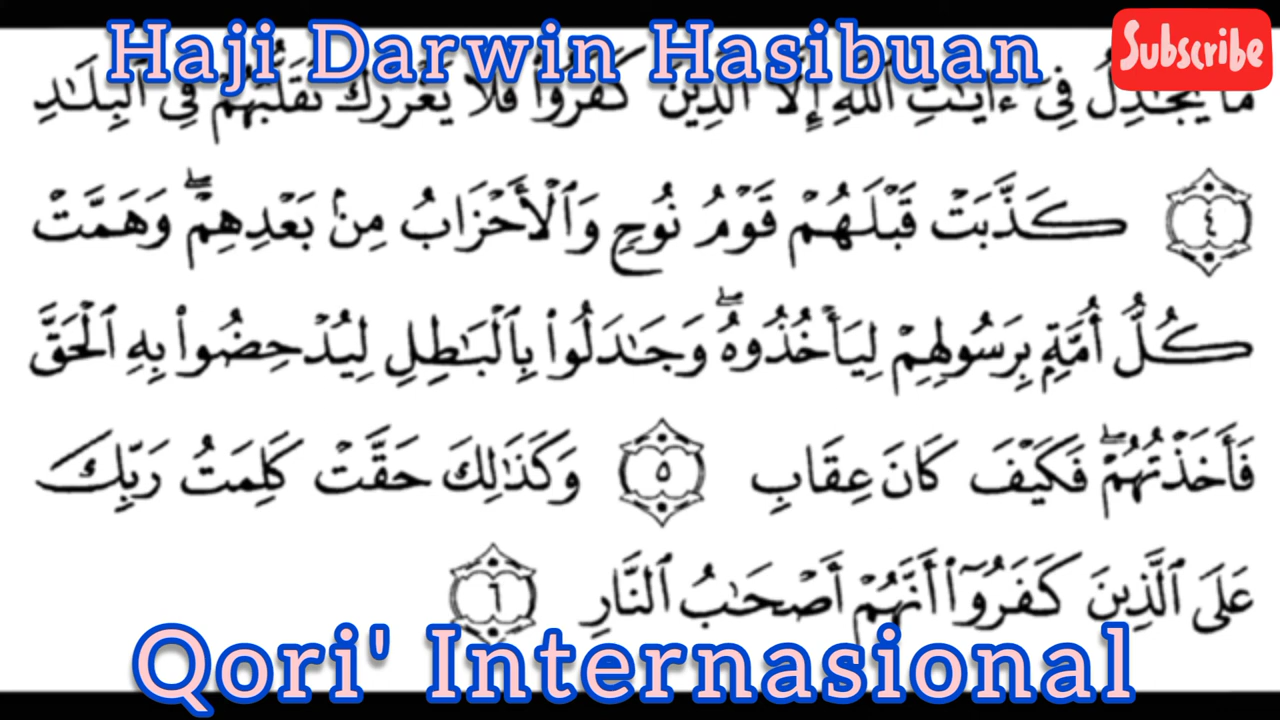 Haji Darwin Hasibuan
Subscribe
مَا يُجَٰدِلُ فِىٓ ءَايَٰتِ ٱللَّهِ إِلَّا ٱلَّذِينَ كَفَرُوا۟ فَلَا يَغْرُرْكَ تَقَلُّبُهُمْ فِى ٱلْبِلَٰدِ
٤ كَذَّبَتْ قَبْلَهُمْ قَوْمُ نُوحٍ وَٱلْأَحْزَابُ مِنۢ بَعْدِهِمْ ۖ وَهَمَّتْ
كُلُّ أُمَّةٍۭ بِرَسُولِهِمْ لِيَأْخُذُوهُ ۖ وَجَٰدَلُوا۟ بِٱلْبَٰطِلِ لِيُدْحِضُوا۟ بِهِ ٱلْحَقَّ
فَأَخَذْتُهُمْ ۖ فَكَيْفَ كَانَ عِقَابِ ٥ وَكَذَٰلِكَ حَقَّتْ كَلِمَتُ رَبِّكَ
عَلَى ٱلَّذِينَ كَفَرُوٓا۟ أَنَّهُمْ أَصْحَٰبُ ٱلنَّارِ ٦
Qori' Internasional